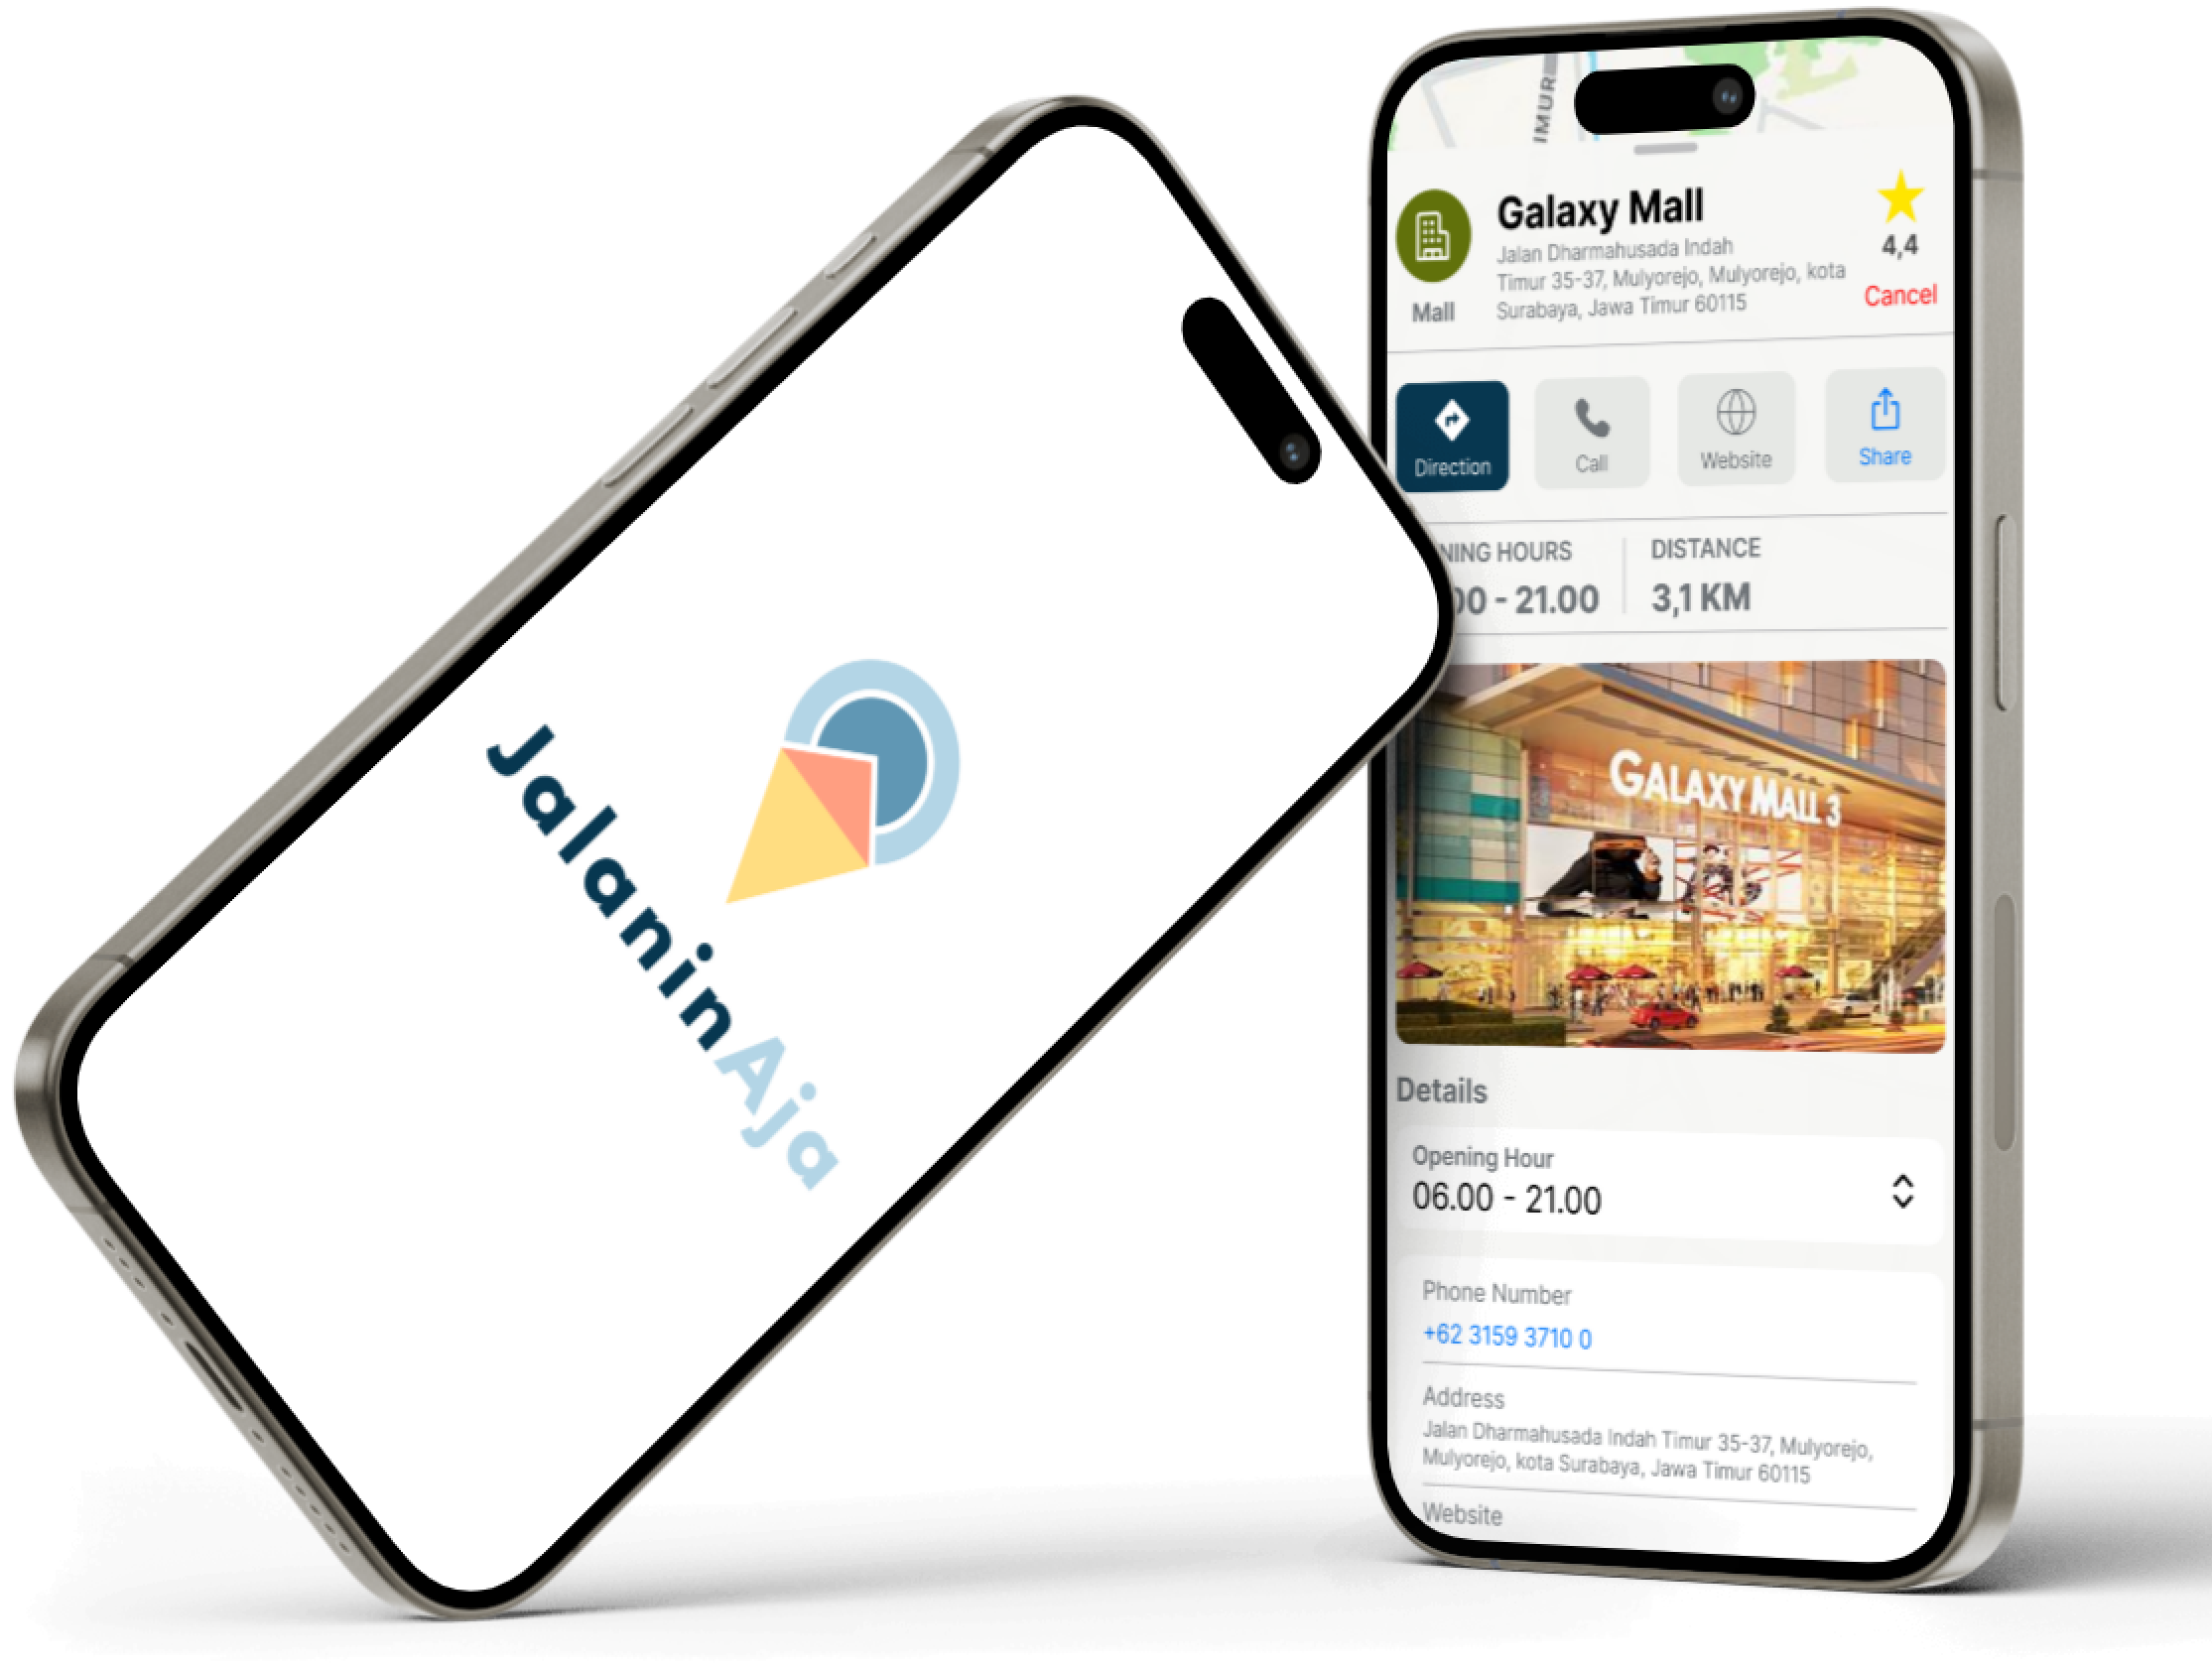 JalaninAja
IMUR
Galaxy Mall
Jalan Dharmahusada Indah
Timur 35-37, Mulyorejo, Mulyorejo, kota
Surabaya, Jawa Timur 60115
Mall
4,4
Cancel
Direction
Call
Website
Share
NING HOURS
00 - 21.00
DISTANCE
3,1 KM
GALAXY MALL 3
Details
Opening Hour
06.00 - 21.00
Phone Number
+62 3159 3710 0
Address
Jalan Dharmahusada Indah Timur 35-37, Mulyorejo,
Mulyorejo, kota Surabaya, Jawa Timur 60115
Website